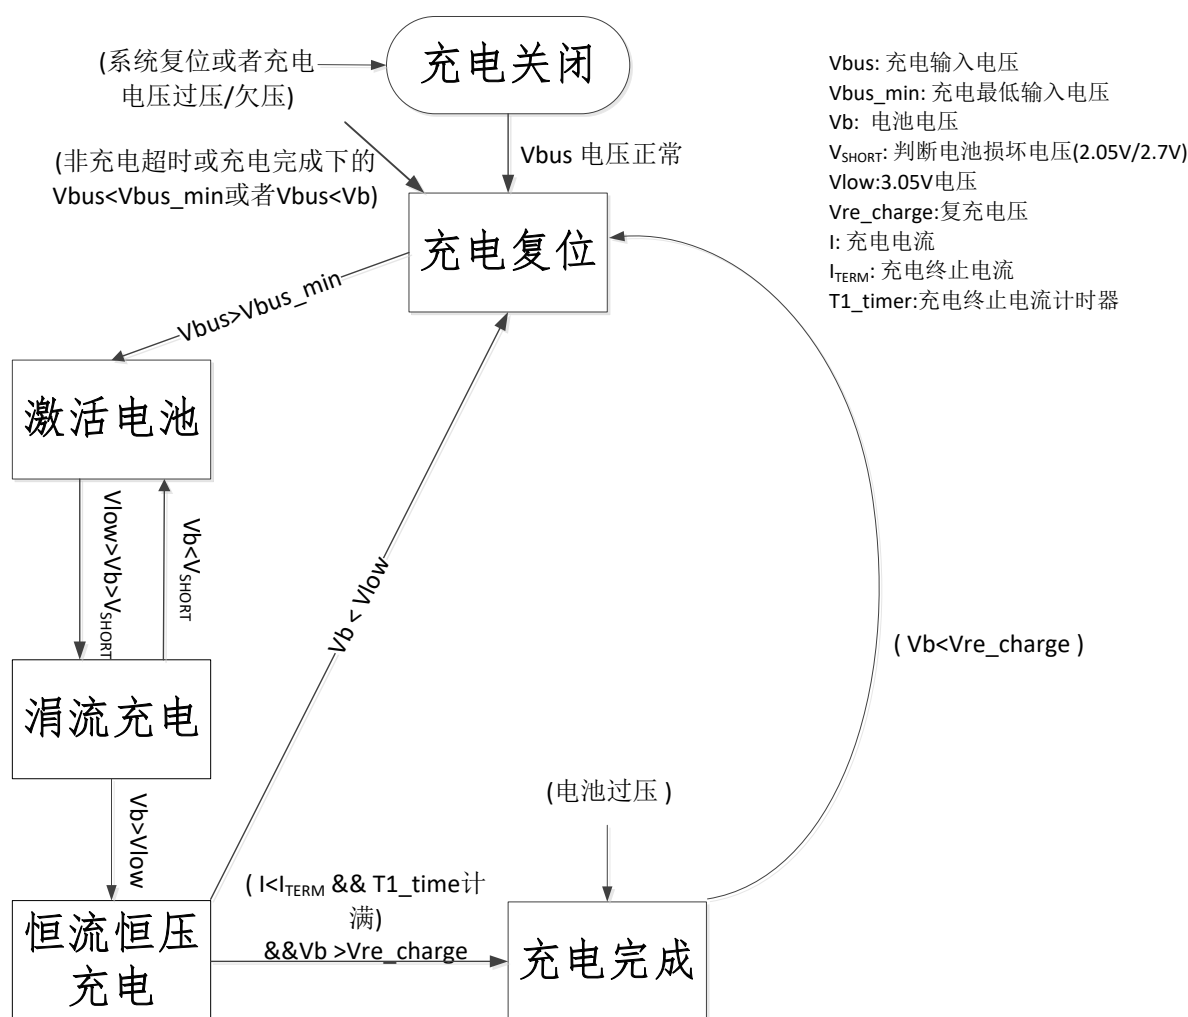 (系统复位或者充电
电压过压/欠压)
充电关闭
Vbus 电压正常
(非充电超时或充电完成下的
Vbus<Vbus_min或者Vbus<Vb)
充电复位
Vbus: 充电输入电压
Vbus_min: 充电最低输入电压
Vb: 电池电压
VSHORT: 判断电池损坏电压(2.05V/2.7V)
Vlow:3.05V电压
Vre_charge:复充电压
I: 充电电流
ITERM: 充电终止电流
T1_timer:充电终止电流计时器
Vbus>Vbus_min
激活电池
Vlow>Vb>VSHORT
Vb<VSHORT
Vb < Vlow
( Vb<Vre_charge )
涓流充电
Vb>Vlow
(电池过压 )
( I<ITERM && T1_time计
满)
&&Vb >Vre_charge
恒流恒压
充电
充电完成